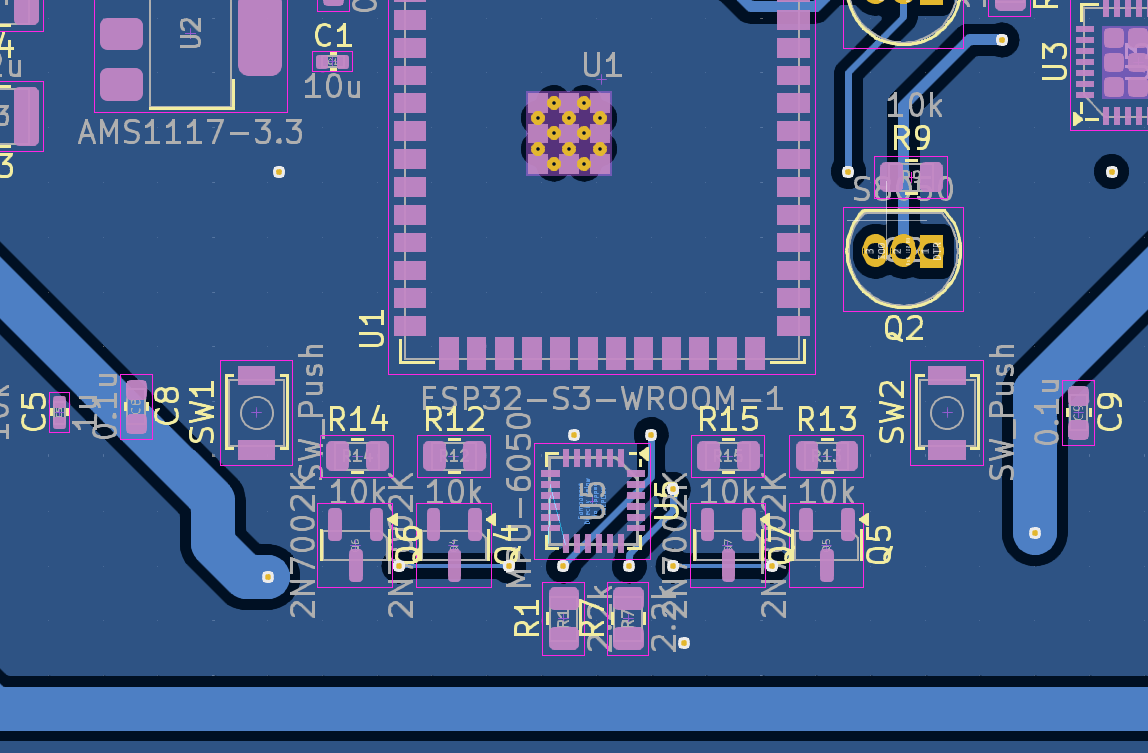 U2
C1
10u
AMS1117-3.3
U1
U3
10k
R9
S8050
Q2
U1
ESP32-S3-WROOM-1
C5
1u
0.1u
C8
SW1
SW_Push
R14
R12
R15
R13
10k
10k
10k
10k
SW2
SW_Push
0.1u
C9
2N7002K
Q6
2N7002K
Q4
U5
2N7002K
Q7
2N7002K
Q5
R1
2.2k
R7
2.2k